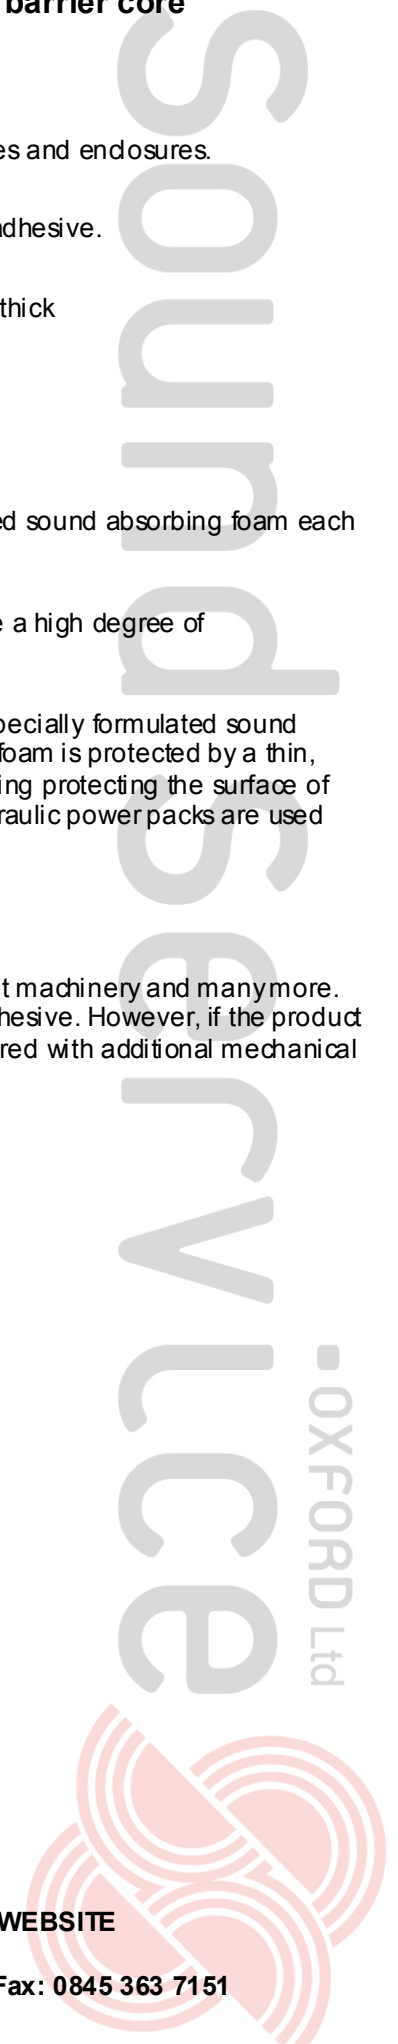 barrier core
es and enclosures.
adhesive.
thick
ed sound absorbing foam each
e a high degree of
pecially formulated sound
foam is protected by a thin,
ing protecting the surface of
raulic power packs are used
t machinery and many more.
hesive. However, if the product
red with additional mechanical
WEBSITE
Fax: 0845 363 7151
Sound Service
OXFORD Ltd